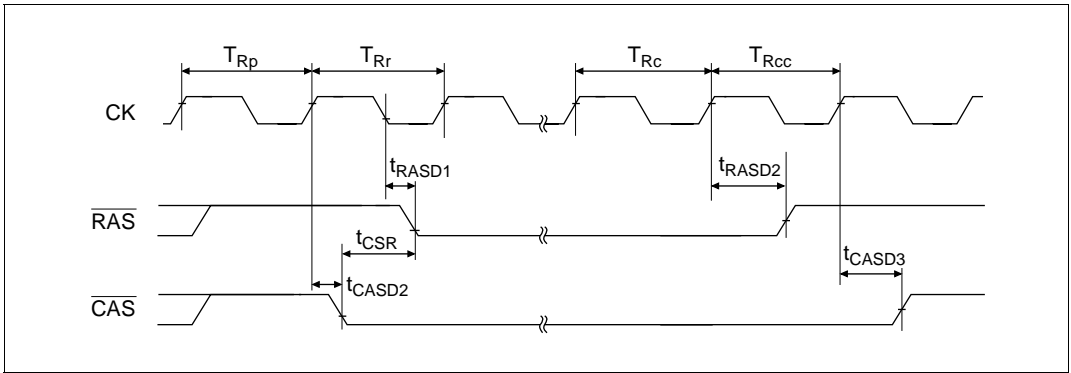 TRp TRr TRc TRcc
CK
tRASD1 tRASD2
RAS
tCSR
tCASD3
tCASD2
CAS